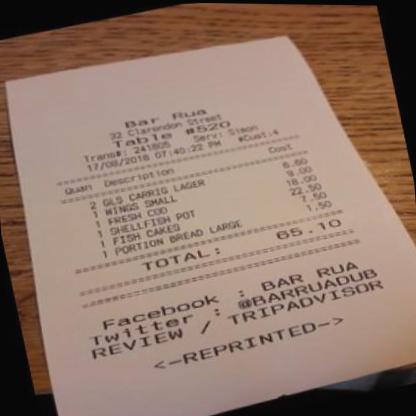 Bar Rua
32 Clarendon Street
Table #520
Trans#: 241805 Serv: Simon
17/08/2016 07:40:22 PM #Cust:4
Quan Description Cost
2 GLS CARRIG LAGER 6.60
1 WINGS SMALL 9.00
1 FRESH COD 18.00
1 SHELLFISH POT 22.50
1 FISH CAKES 7.50
1 PORTION BREAD LARGE 1.50
TOTAL: 65.10
Facebook : BAR RUA
Twitter : @BARRUADUB
REVIEW / TRIPADVISOR
<-REPRINTED->